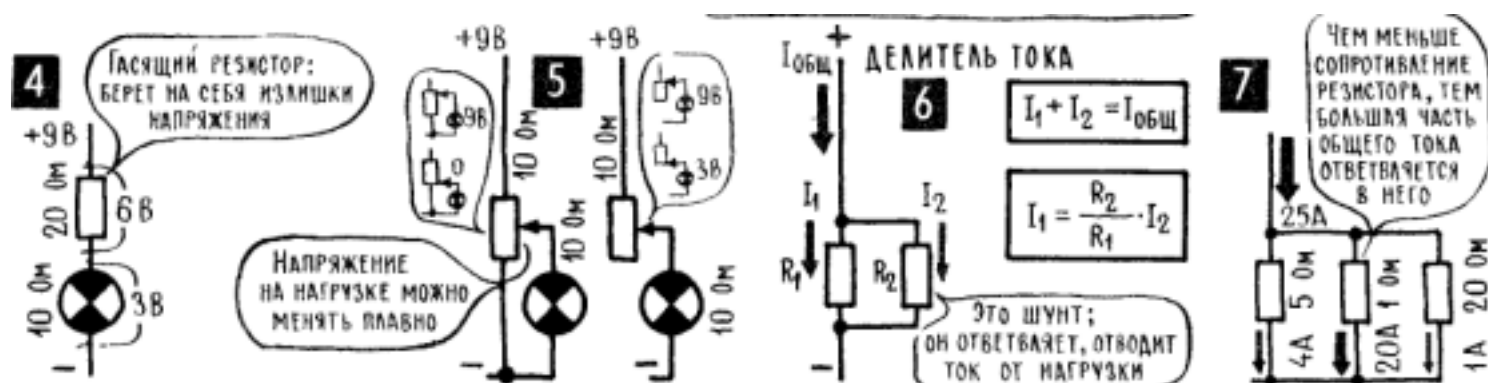 4
Гасящий резистор:
берет на себя излишки
напряжения
+9В
20 Ом
6В
10 Ом
3В
–
+9В
5
+9В
9В
0
10 Ом
10 Ом
9В
3В
10 Ом
10 Ом
Напряжение
на нагрузке можно
менять плавно
–
–
+
Iобщ
Делитель тока
6
I1 + I2 = Iобщ
I1 = R2/R1 · I2
I1
I2
R1
R2
Это шунт;
он ответвляет, отводит
ток от нагрузки
7
Чем меньше
сопротивление
резистора, тем
большая часть
общего тока
ответвляется
в него
25А
5 Ом
1 Ом
20 Ом
4А
20А
1А